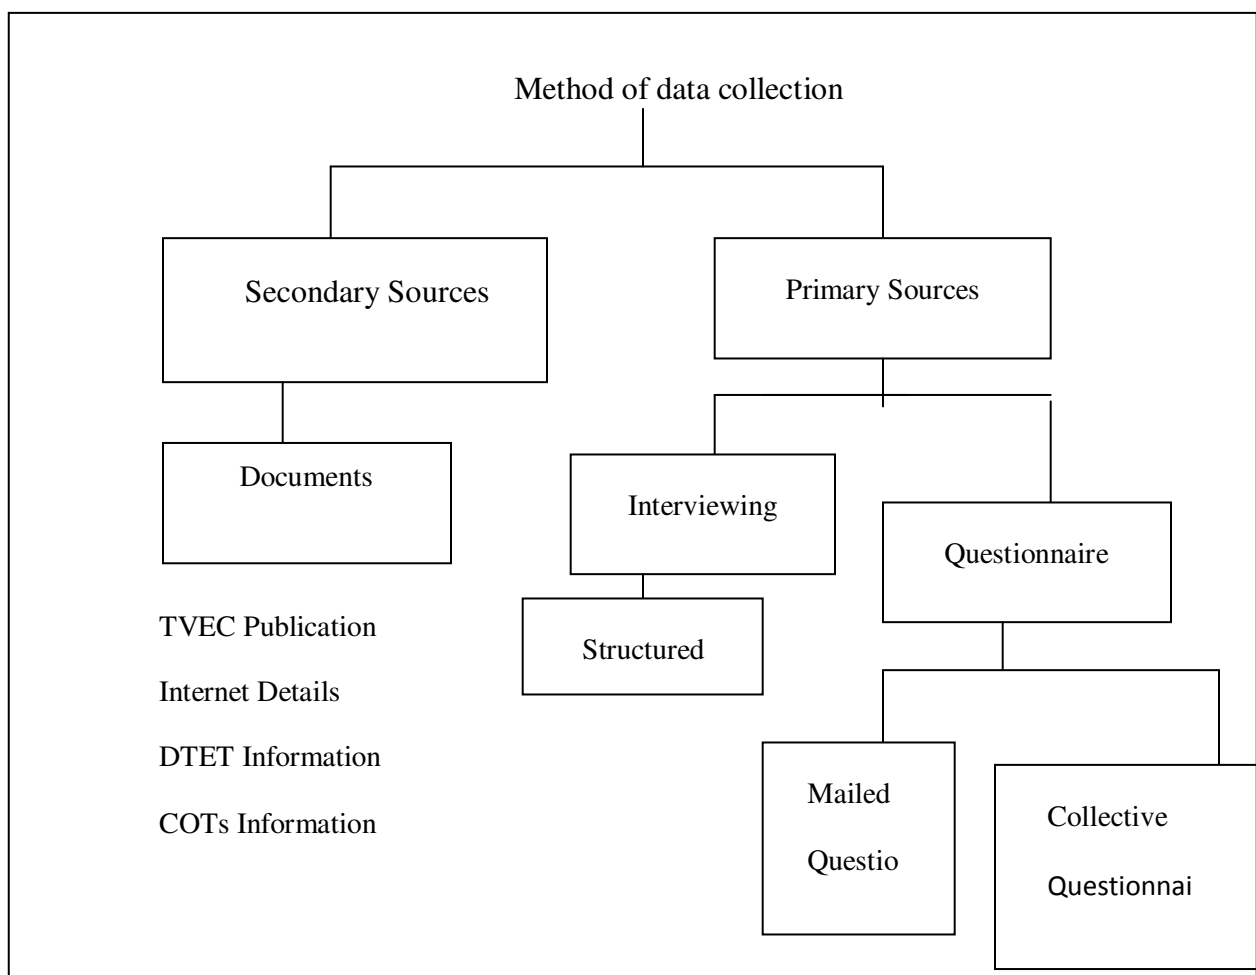 Method of data collection
Secondary Sources
Primary Sources
Documents
Interviewing
Questionnaire
TVEC Publication
Structured
Internet Details
DTET Information
COTs Information
Mailed
Questio
Collective
Questionnai